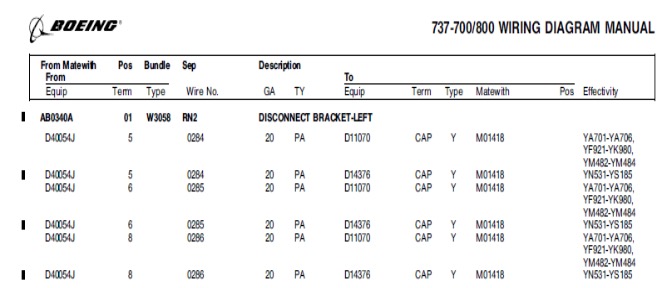 BOEING® 737-700/800 WIRING DIAGRAM MANUAL
From Matewith Pos Bundle Sep Description
From To
Equip Term Type Wire No. GA TY Equip Term Type Matewith Pos Effectivity
AB0340A 01 W3058 RN2 DISCONNECT BRACKET-LEFT
D40054J 5 0284 20 PA D11070 CAP Y M01418 YA701-YA706,
YF921-YK980,
YM482-YM484
D40054J 5 0284 20 PA D14376 CAP Y M01418 YN531-YS185
D40054J 6 0285 20 PA D11070 CAP Y M01418 YA701-YA706,
YF921-YK980,
YM482-YM484
D40054J 6 0285 20 PA D14376 CAP Y M01418 YN531-YS185
D40054J 8 0286 20 PA D11070 CAP Y M01418 YA701-YA706,
YF921-YK980,
YM482-YM484
D40054J 8 0286 20 PA D14376 CAP Y M01418 YN531-YS185